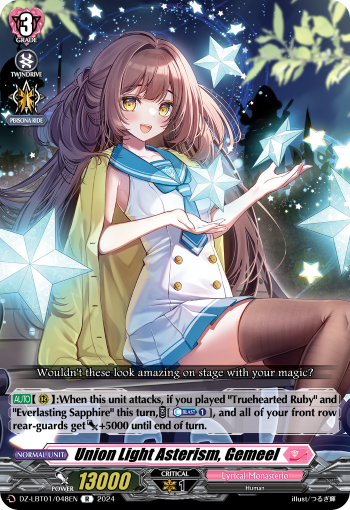 3
GRADE
TWINDRIVE
PERSONA RIDE
Wouldn't these look amazing on stage with your magic?
AUTO【】:When this unit attacks, if you played "Truehearted Ruby" and
"Everlasting Sapphire" this turn, [BLAST 1], and all of your front row
rear-guards get +5000 until end of turn.
NORMAL UNIT Union Light Asterism, Gemeel
POWER 13000 CRITICAL 1 Lyrical Monasterio
Human
DZ-LBT01/048EN R 2024 illust/つるぎ輝